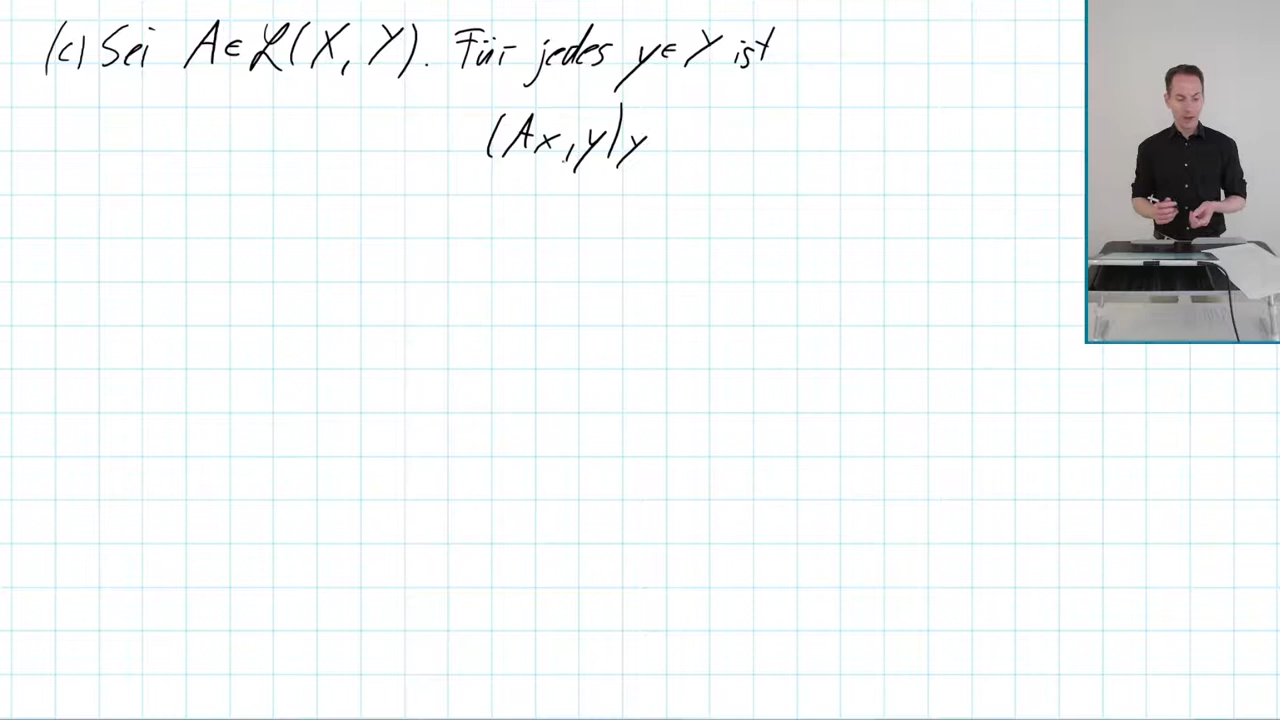 (c) Sei A ∈ ℒ(X, Y). Für jedes y ∈ Y ist
(Ax, y)_Y